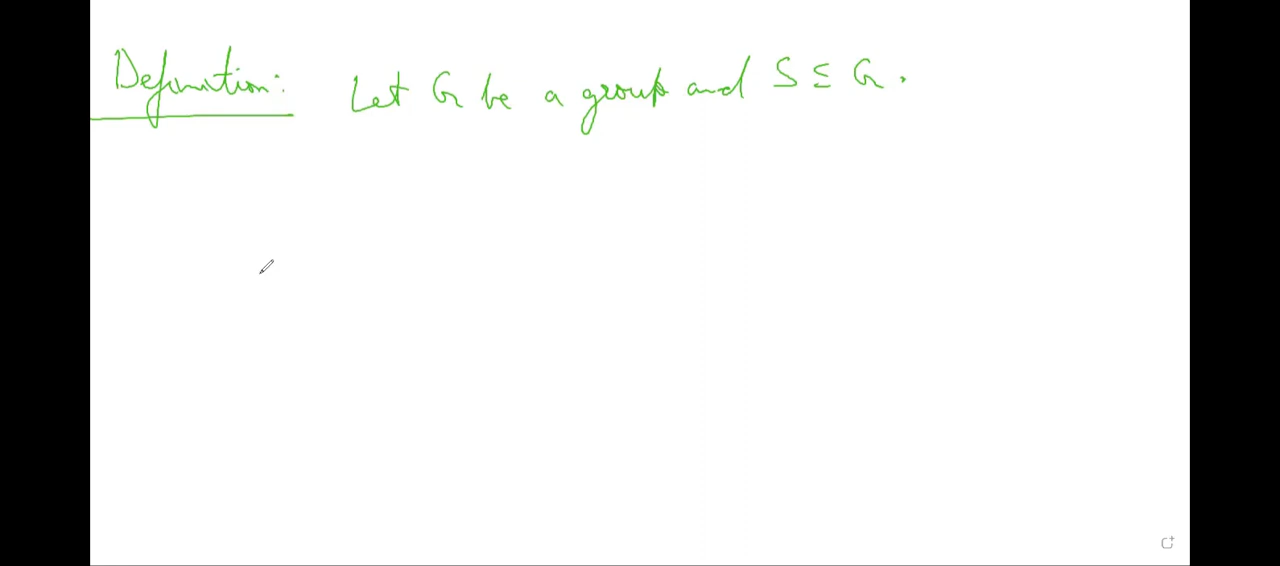 Definition: Let G be a group and S ⊆ G.